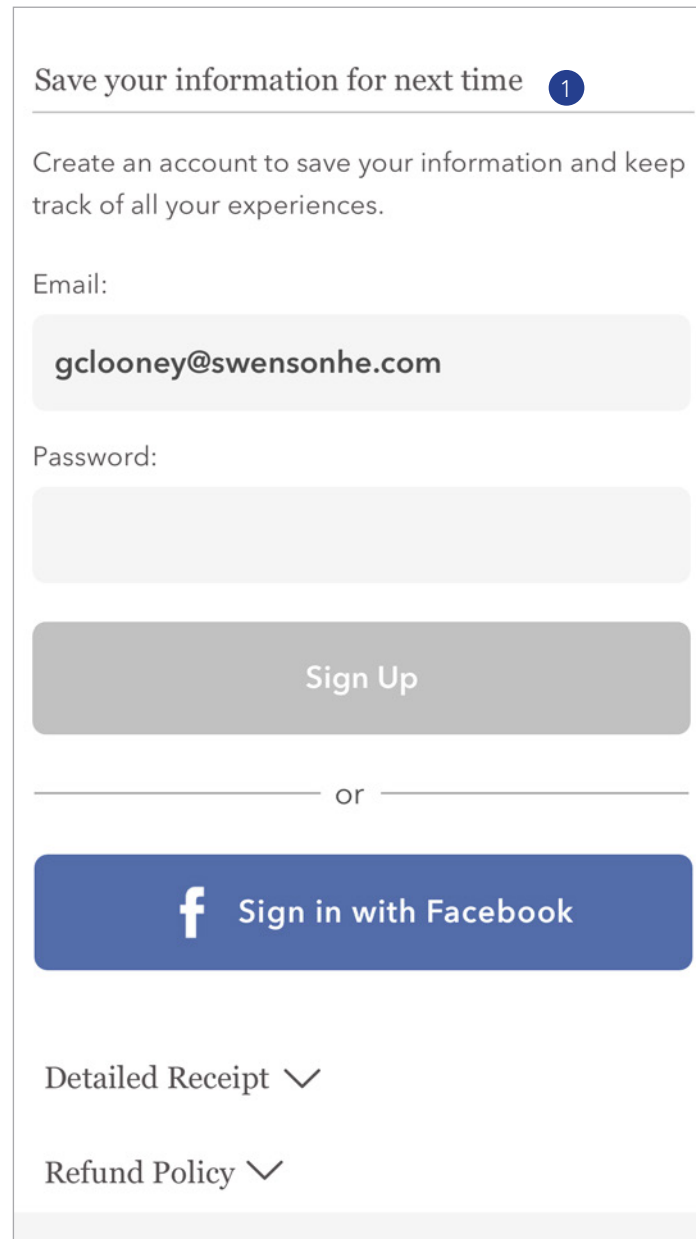 Save your information for next time 1
Create an account to save your information and keep
track of all your experiences.
Email:
gclooney@swensonhe.com
Password:
Sign Up
or
f Sign in with Facebook
Detailed Receipt
Refund Policy